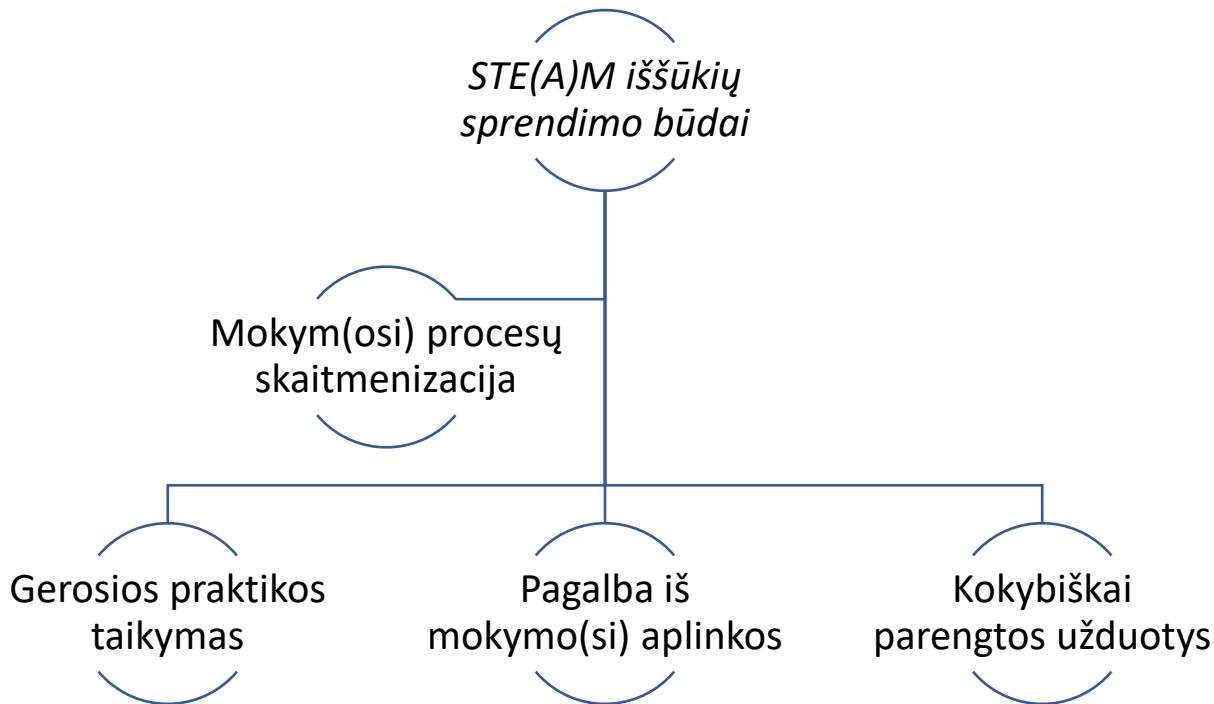 STE(A)M iššūkių
sprendimo būdai
Mokym(osi) procesų
skaitmenizacija
Gerosios praktikos
taikymas
Pagalba iš
mokymo(si) aplinkos
Kokybiškai
parengtos užduotys